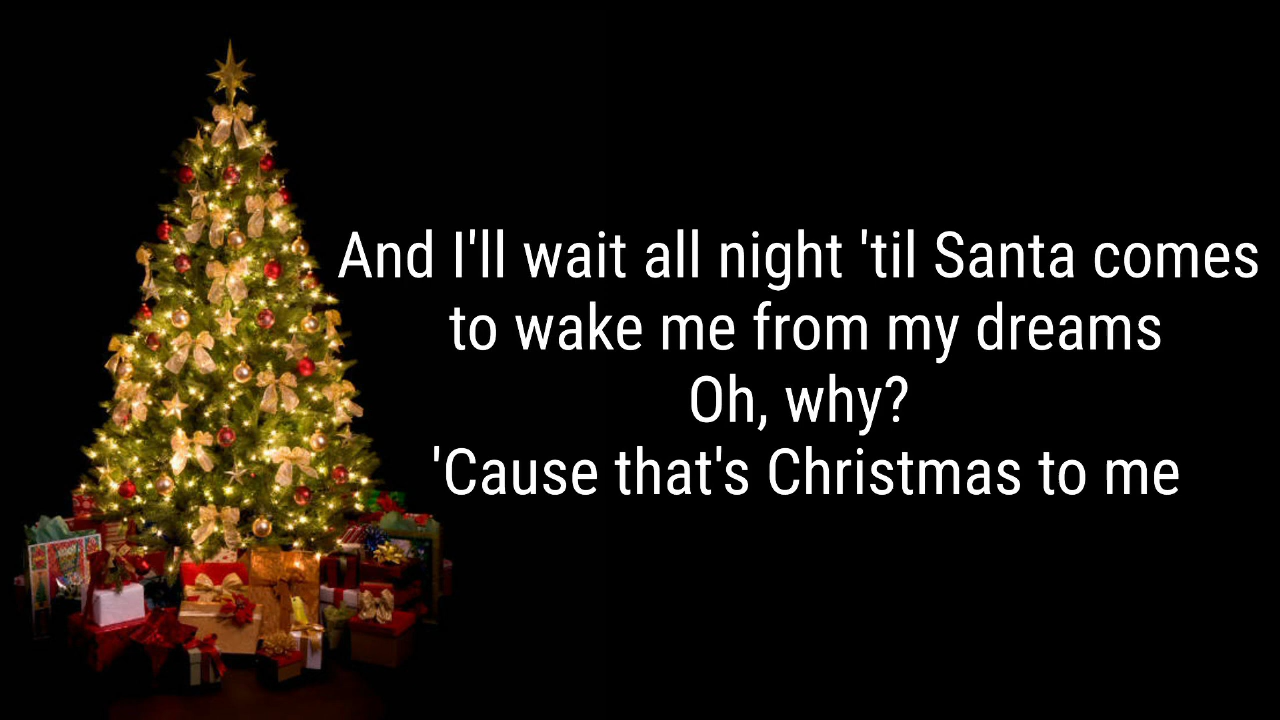 And I'll wait all night 'til Santa comes
to wake me from my dreams
Oh, why?
'Cause that's Christmas to me